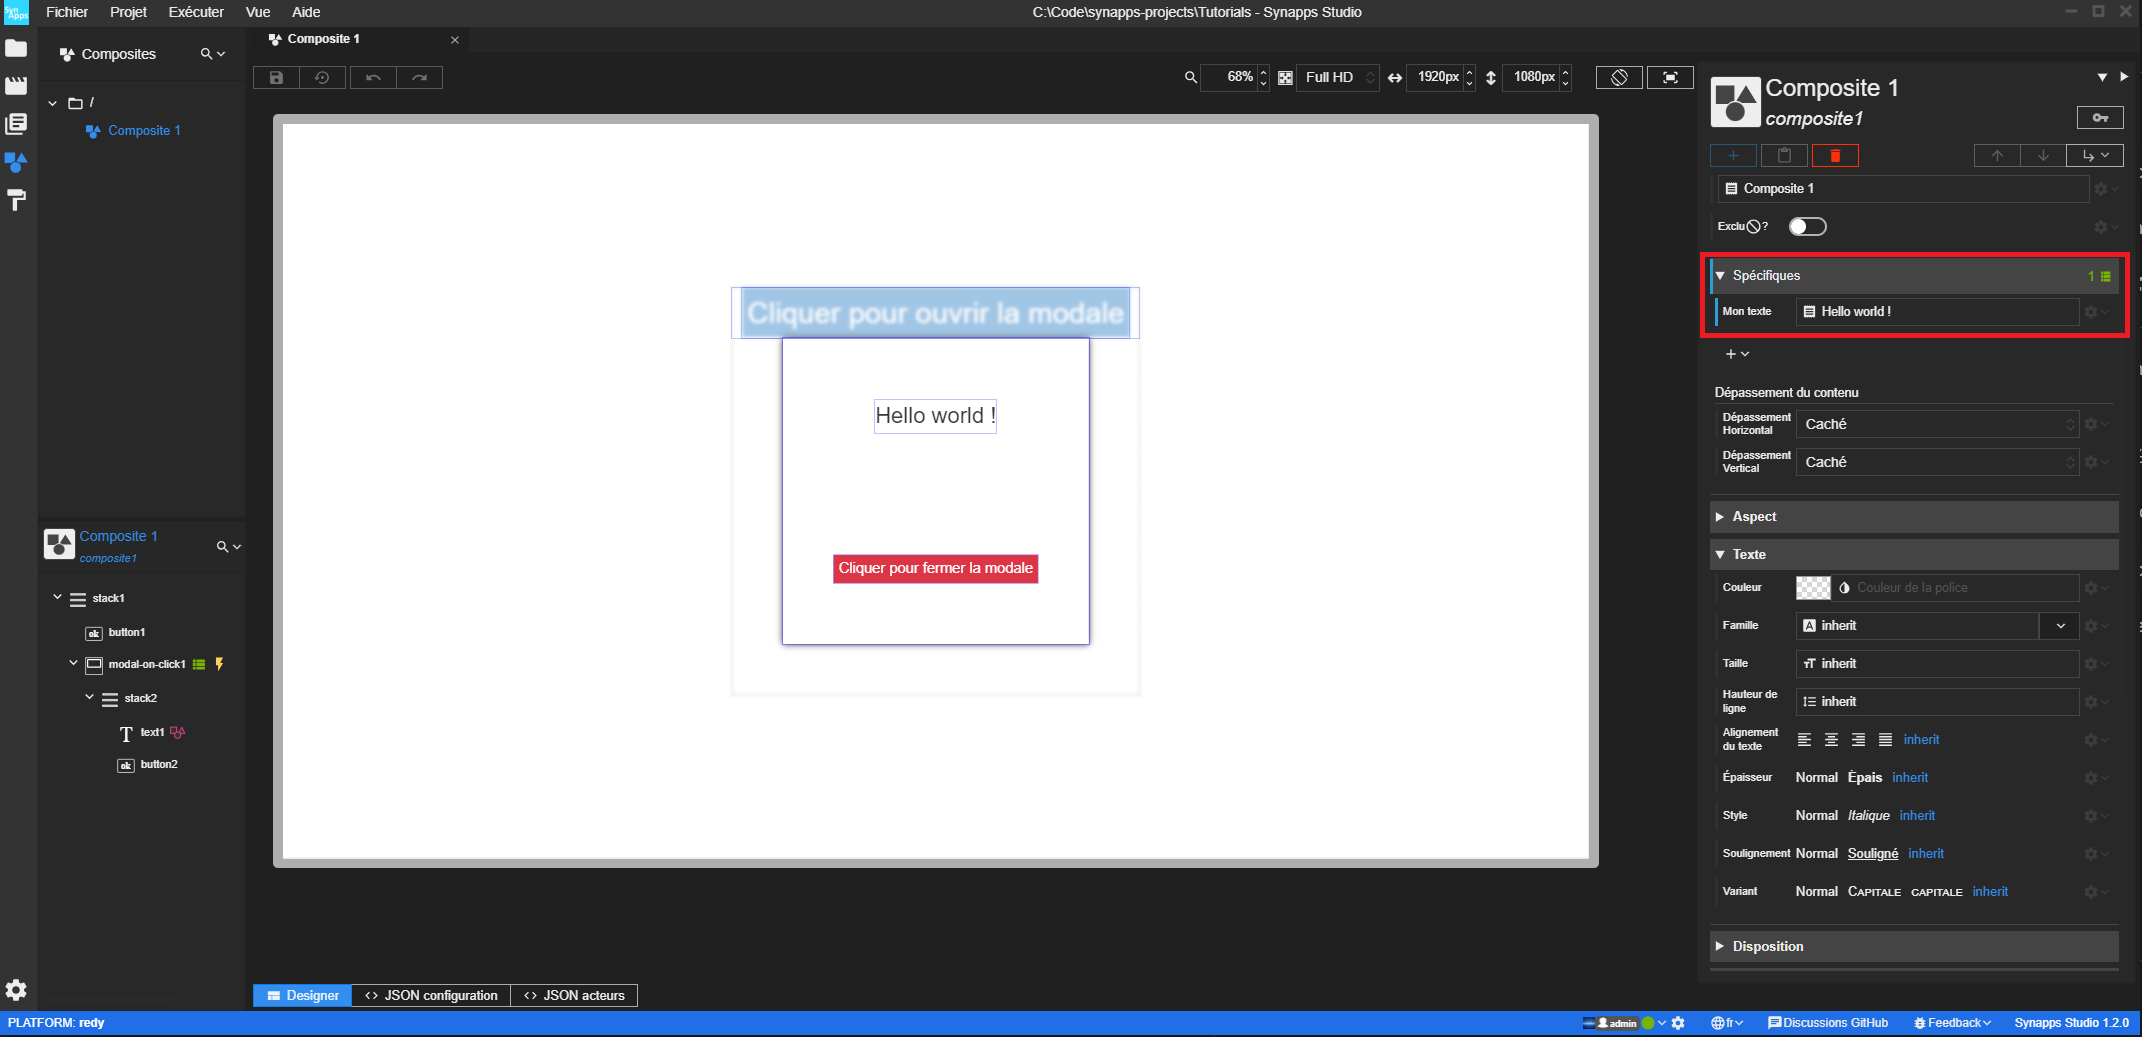 Syn
Apps
Fichier Projet Exécuter Vue Aide
C:\Code\synapps-projects\Tutorials - Synapps Studio
Composites
Composite 1
/
Composite 1
68% Full HD 1920px 1080px
Cliquer pour ouvrir la modale
Hello world !
Cliquer pour fermer la modale
Composite 1
composite1
stack1
ok button1
modal-on-click1
stack2
T text1
ok button2
Composite 1
composite1
Composite 1
Exclu ?
Spécifiques 1
Mon texte Hello world !
Dépassement du contenu
Dépassement
Horizontal Caché
Dépassement
Vertical Caché
Aspect
Texte
Couleur Couleur de la police
Famille A inherit
Taille TT inherit
Hauteur de
ligne inherit
Alignement
du texte inherit
Épaisseur Normal Épais inherit
Style Normal Italique inherit
Soulignement Normal Souligné inherit
Variant Normal CAPITALE CAPITALE inherit
Disposition
Designer <> JSON configuration <> JSON acteurs
PLATFORM: redy
admin fr Discussions GitHub Feedback Synapps Studio 1.2.0